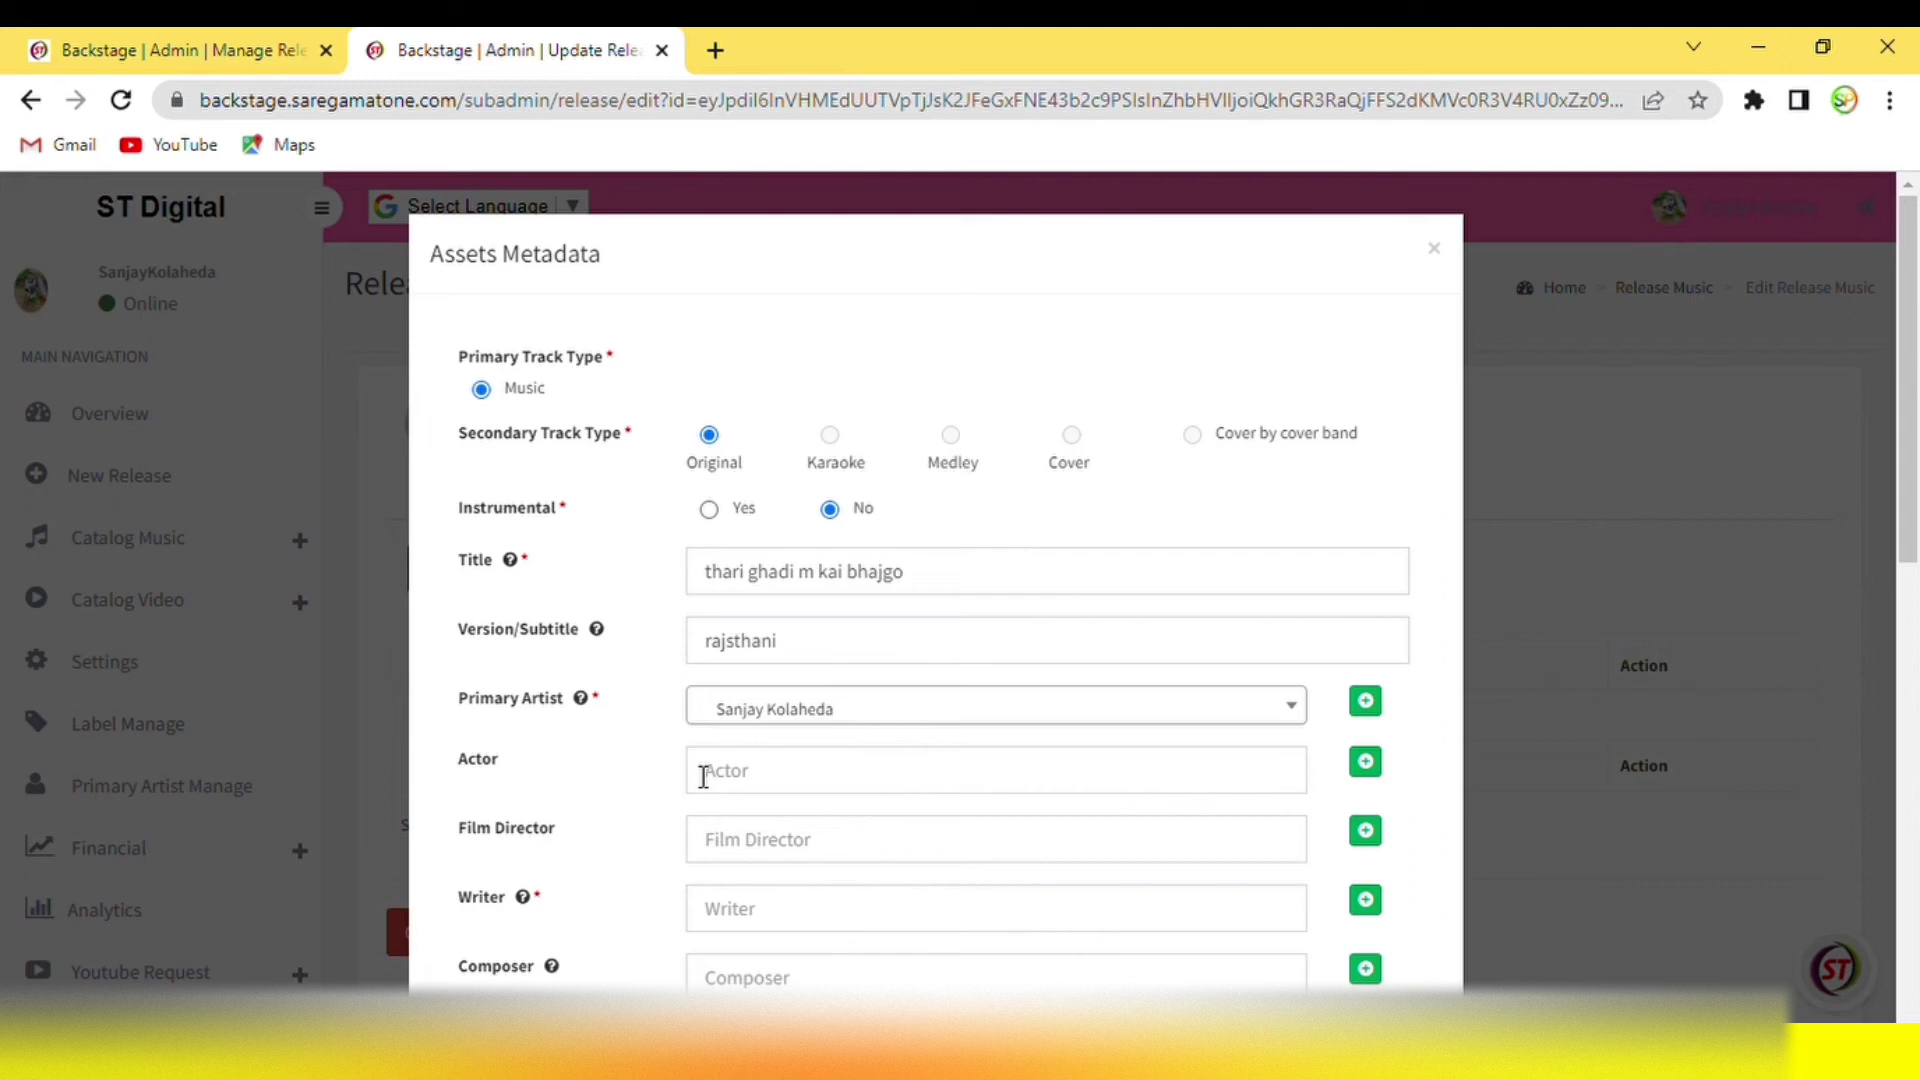 Backstage | Admin | Manage Rele
Backstage | Admin | Update Rele
backstage.saregamatone.com/subadmin/release/edit?id=
Gmail
YouTube
Maps
ST Digital
Select Language
Assets Metadata
SanjayKolaheda
Online
Rele
Home
Release Music
Edit Release Music
MAIN NAVIGATION
Primary Track Type *
Music
Overview
Secondary Track Type *
Original
Karaoke
Medley
Cover
Cover by cover band
New Release
Instrumental *
Yes
No
Catalog Music
Title *
thari ghadi m kai bhajgo
Catalog Video
Version/Subtitle
rajsthani
Settings
Action
Primary Artist *
Sanjay Kolaheda
Label Manage
Actor
Actor
Action
Primary Artist Manage
Film Director
Film Director
Financial
Writer *
Writer
Analytics
Composer
Composer
Youtube Request
ST